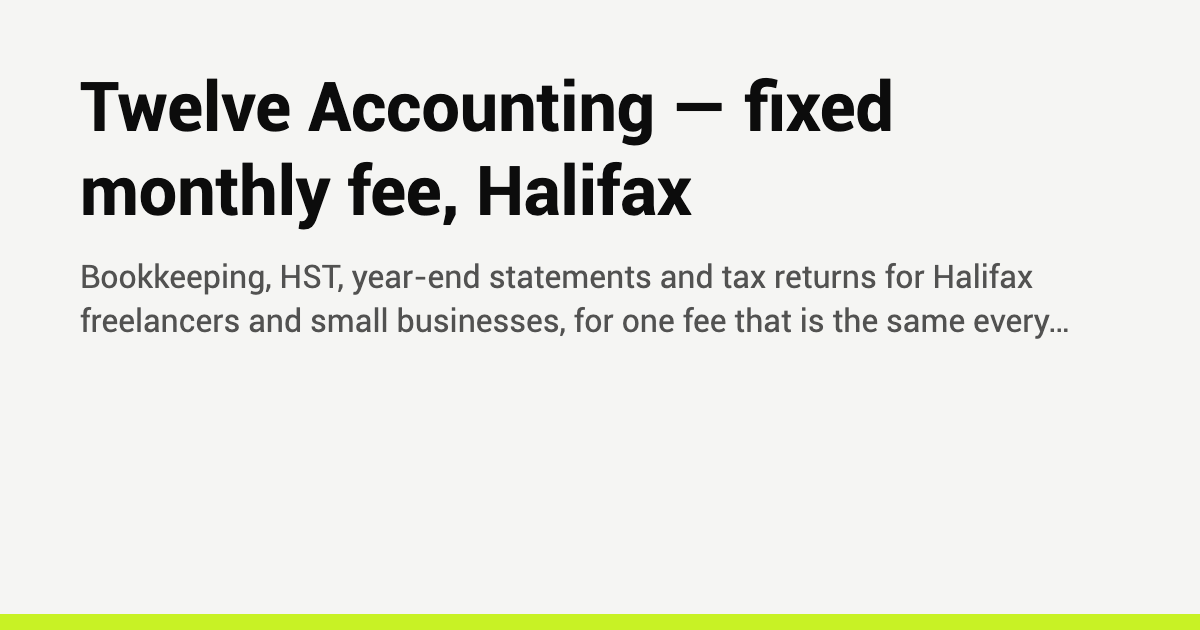 Twelve Accounting — fixed
monthly fee, Halifax
Bookkeeping, HST, year-end statements and tax returns for Halifax
freelancers and small businesses, for one fee that is the same every…